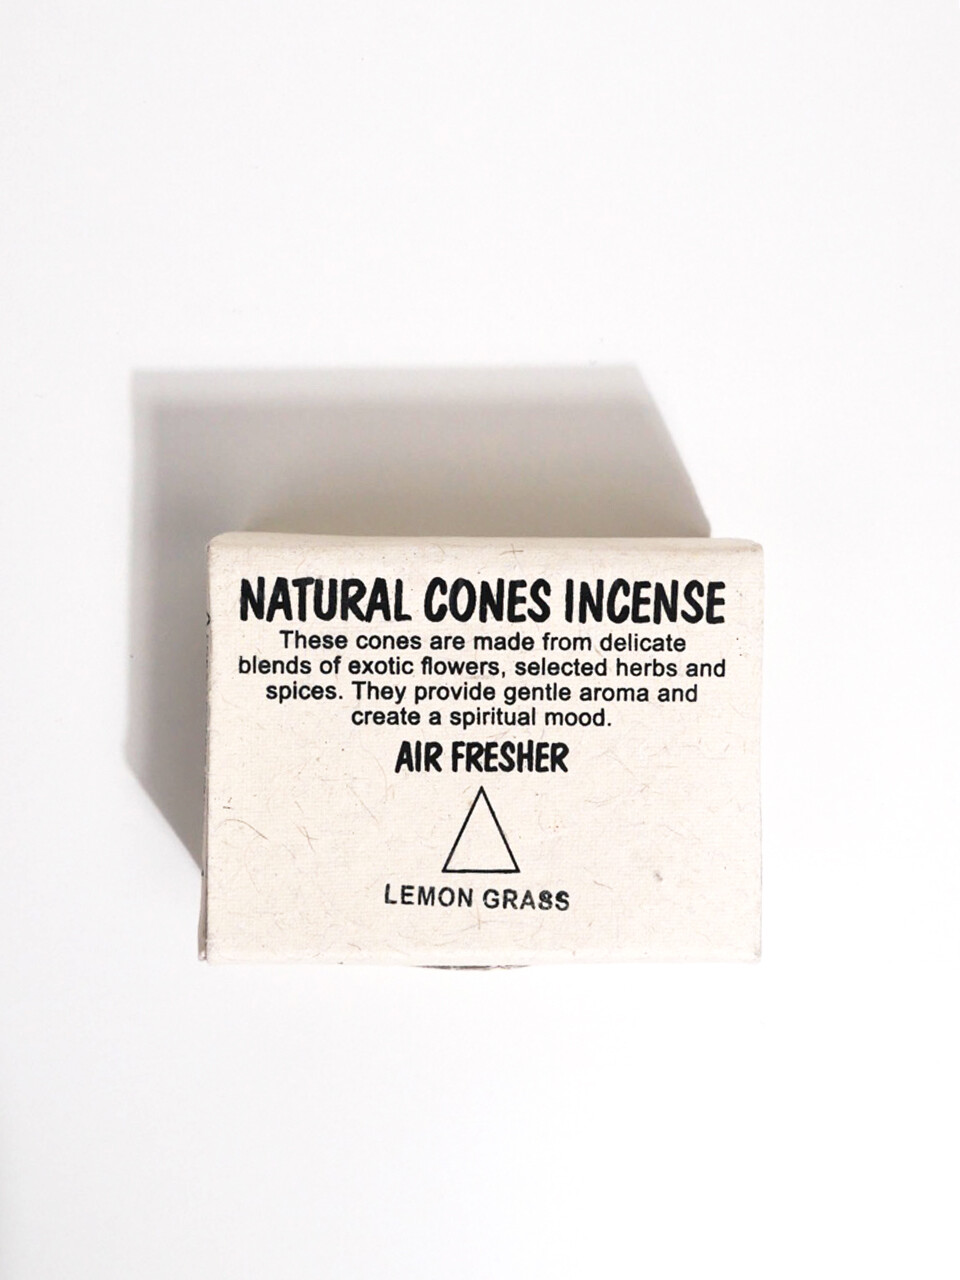 NATURAL CONES INCENSE
These cones are made from delicate
blends of exotic flowers, selected herbs and
spices. They provide gentle aroma and
create a spiritual mood.
AIR FRESHER
LEMON GRASS